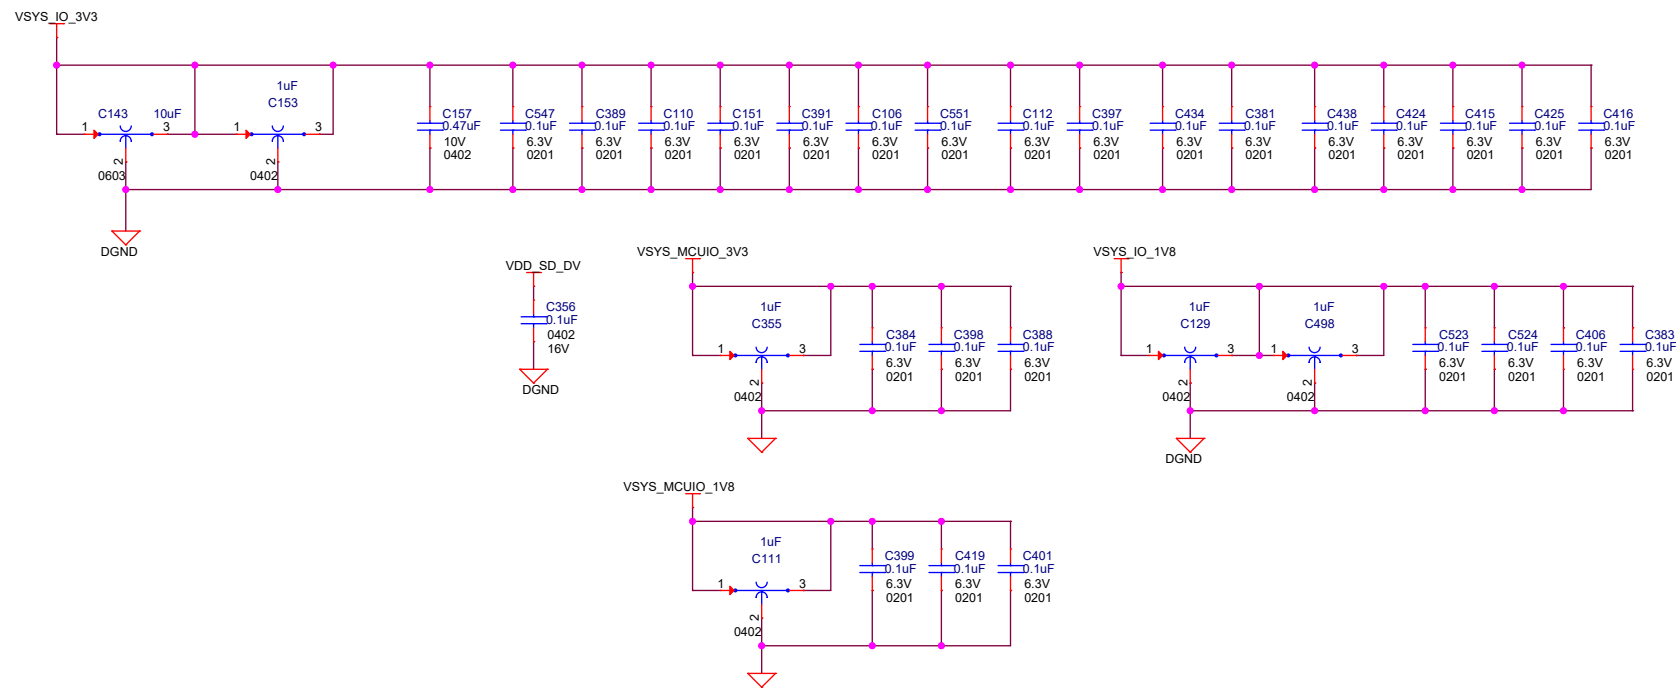 VSYS_IO_3V3
1uF
C153
C143 10uF
1 3 1 3
2 2
0603 0402
C157 C547 C389 C110 C151 C391 C106 C551 C112 C397 C434 C381 C438 C424 C415 C425 C416
0.47uF 0.1uF 0.1uF 0.1uF 0.1uF 0.1uF 0.1uF 0.1uF 0.1uF 0.1uF 0.1uF 0.1uF 0.1uF 0.1uF 0.1uF 0.1uF 0.1uF
10V 6.3V 6.3V 6.3V 6.3V 6.3V 6.3V 6.3V 6.3V 6.3V 6.3V 6.3V 6.3V 6.3V 6.3V 6.3V 6.3V
0402 0201 0201 0201 0201 0201 0201 0201 0201 0201 0201 0201 0201 0201 0201 0201 0201
DGND
VDD_SD_DV
C356
0.1uF
0402
16V
DGND
VSYS_MCUIO_3V3
1uF
C355
1 3
2
0402
C384 C398 C388
0.1uF 0.1uF 0.1uF
6.3V 6.3V 6.3V
0201 0201 0201
VSYS_IO_1V8
1uF 1uF
C129 C498
1 3 1 3
2 2
0402 0402
C523 C524 C406 C383
0.1uF 0.1uF 0.1uF 0.1uF
6.3V 6.3V 6.3V 6.3V
0201 0201 0201 0201
DGND
VSYS_MCUIO_1V8
1uF
C111
1 3
2
0402
C399 C419 C401
0.1uF 0.1uF 0.1uF
6.3V 6.3V 6.3V
0201 0201 0201